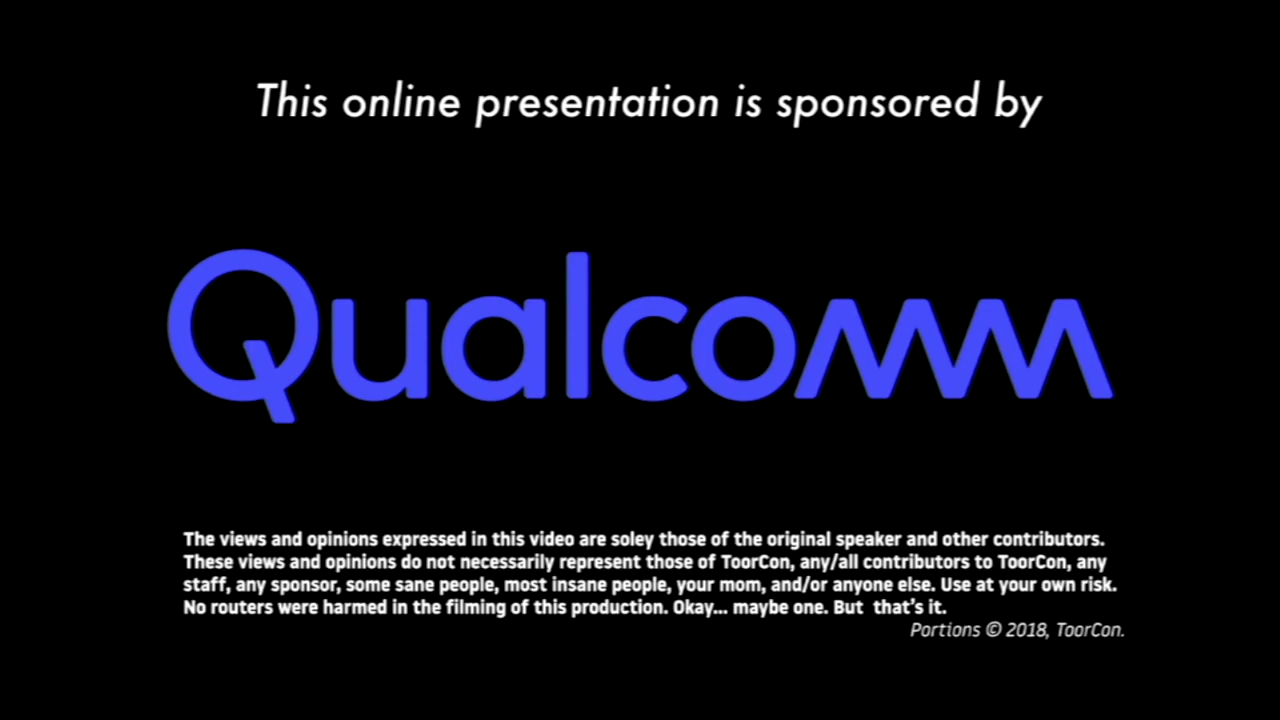 This online presentation is sponsored by
Qualcomm
The views and opinions expressed in this video are soley those of the original speaker and other contributors.
These views and opinions do not necessarily represent those of ToorCon, any/all contributors to ToorCon, any
staff, any sponsor, some sane people, most insane people, your mom, and/or anyone else. Use at your own risk.
No routers were harmed in the filming of this production. Okay... maybe one. But  that's it.
Portions © 2018, ToorCon.